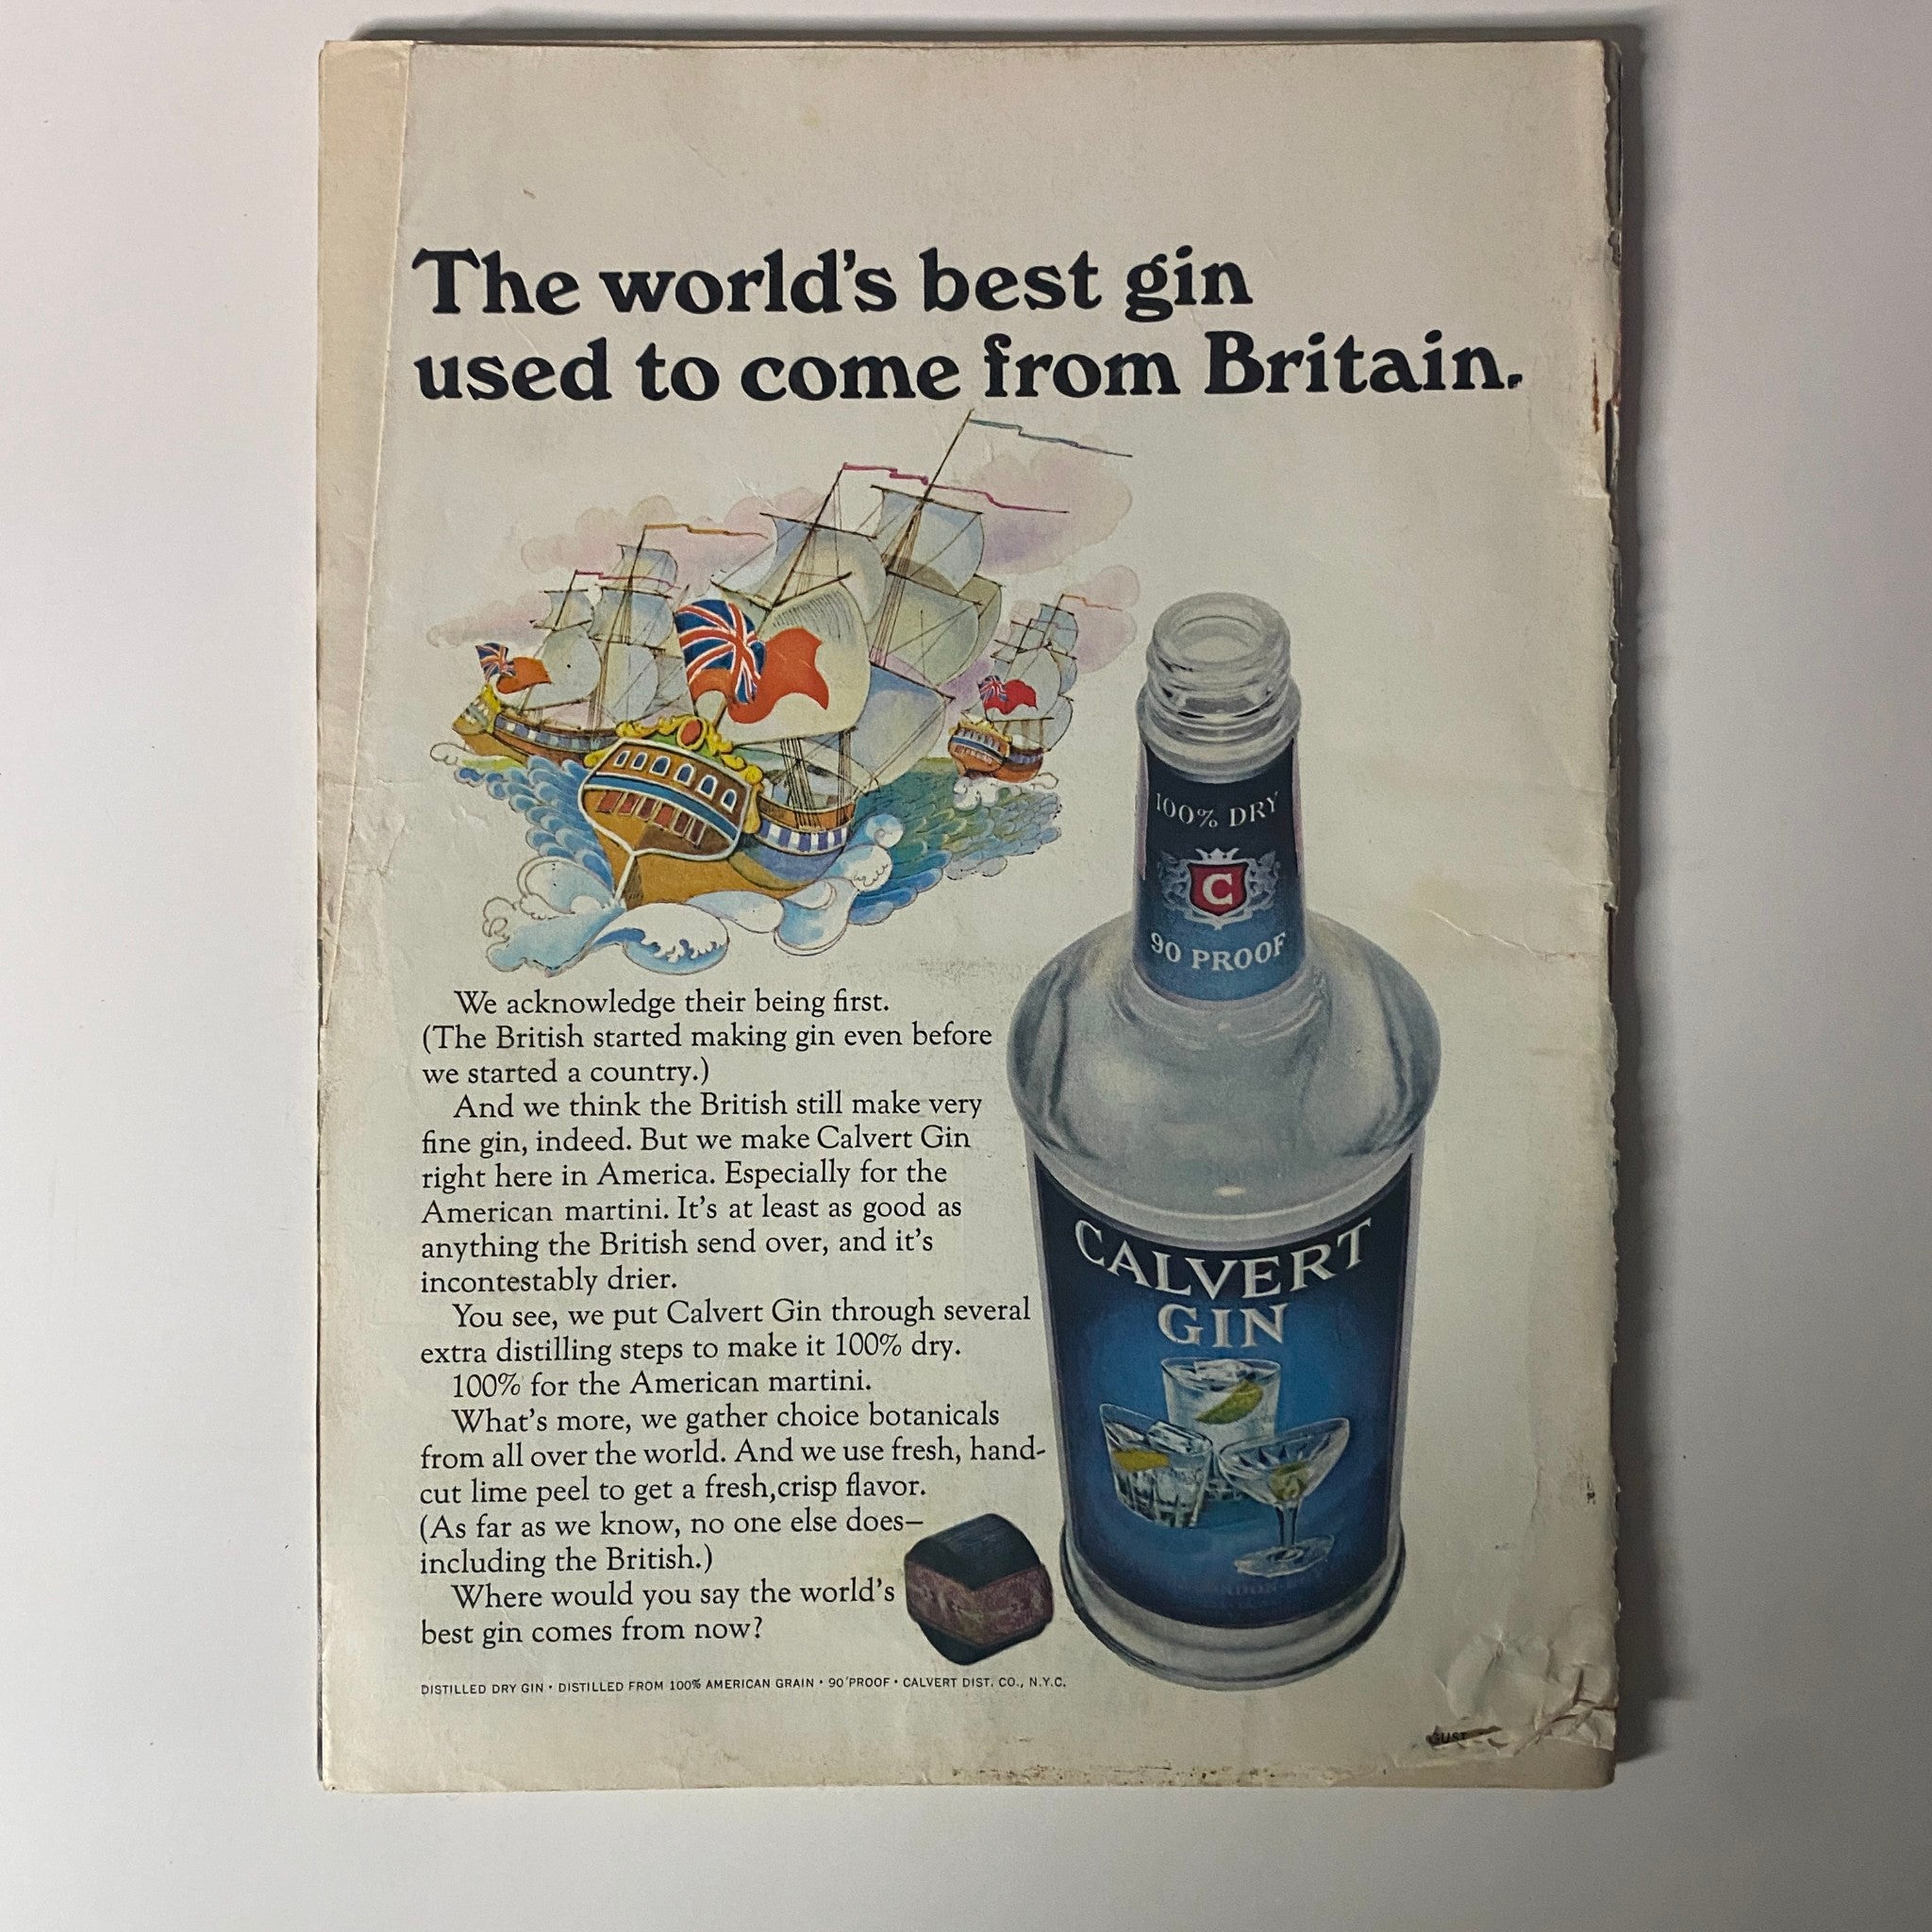 The world's best gin
used to come from Britain.
We acknowledge their being first.
(The British started making gin even before
we started a country.)
And we think the British still make very
fine gin, indeed. But we make Calvert Gin
right here in America. Especially for the
American martini. It's at least as good as
anything the British send over, and it's
incontestably drier.
You see, we put Calvert Gin through several
extra distilling steps to make it 100% dry.
100% for the American martini.
What's more, we gather choice botanicals
from all over the world. And we use fresh, hand-
cut lime peel to get a fresh, crisp flavor.
(As far as we know, no one else does—
including the British.)
Where would you say the world's
best gin comes from now?
100% DRY
C
90 PROOF
CALVERT
GIN
DISTILLED DRY GIN • DISTILLED FROM 100% AMERICAN GRAIN • 90 PROOF • CALVERT DIST. CO., N.Y.C.